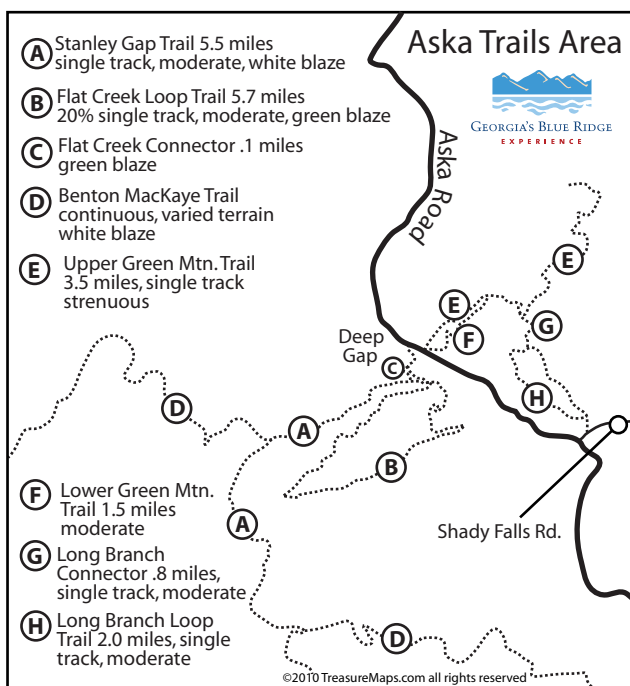 Aska Trails Area
GEORGIA'S BLUE RIDGE
EXPERIENCE
A Stanley Gap Trail 5.5 miles
single track, moderate, white blaze
B Flat Creek Loop Trail 5.7 miles
20% single track, moderate, green blaze
C Flat Creek Connector .1 miles
green blaze
D Benton MacKaye Trail
continuous, varied terrain
white blaze
E Upper Green Mtn. Trail
3.5 miles, single track
strenuous
Aska Road
E
E
F
G
Deep
Gap
C
H
D
A
B
A
Shady Falls Rd.
F Lower Green Mtn.
Trail 1.5 miles
moderate
G Long Branch
Connector .8 miles,
single track, moderate
H Long Branch Loop
Trail 2.0 miles, single
track, moderate
D
©2010 TreasureMaps.com all rights reserved